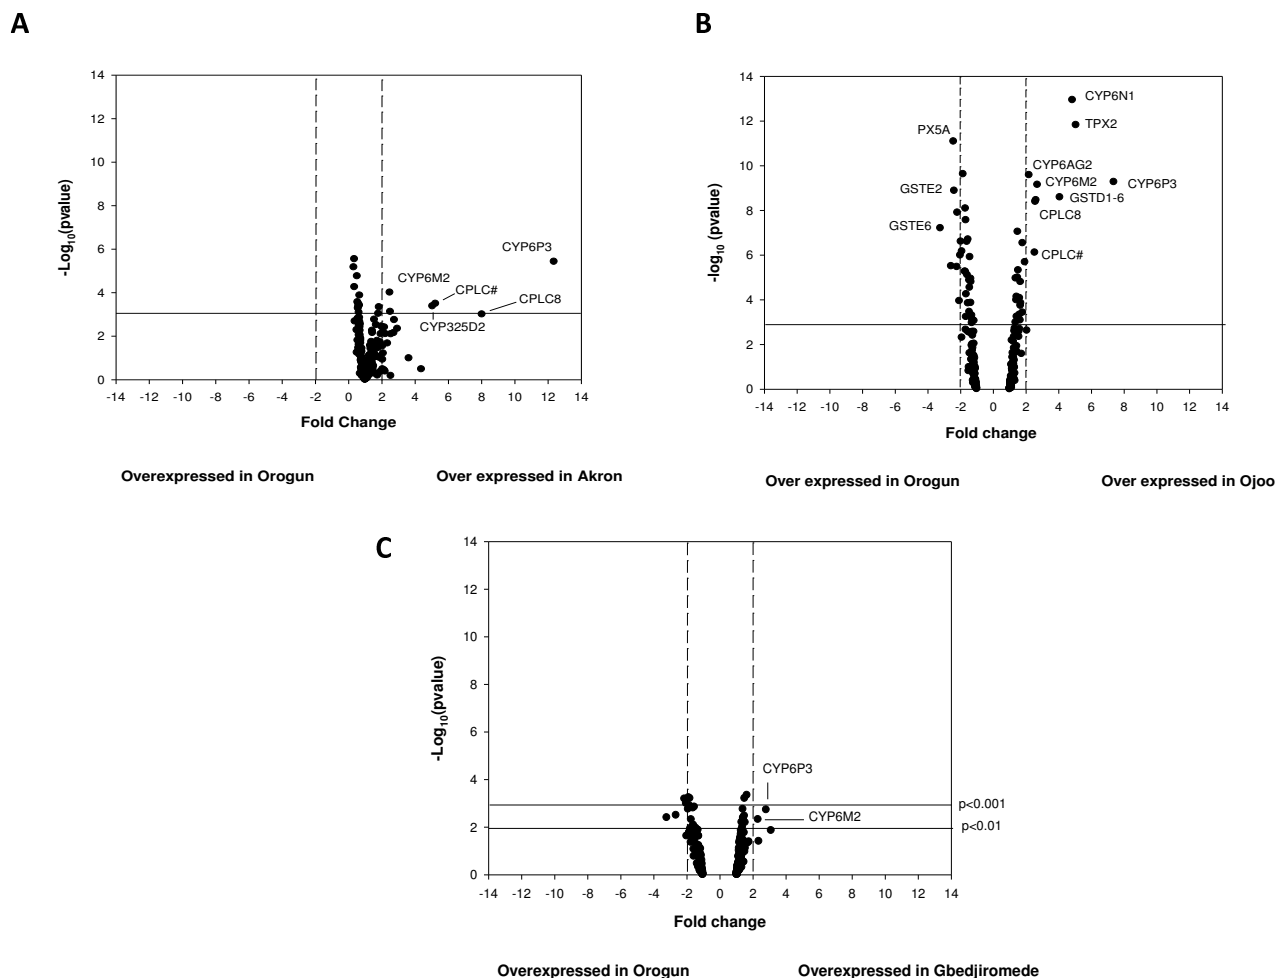 A
B
14
12
10
8
6
4
2
0
-Log10(pvalue)
CYP6P3
CYP6M2
CPLC#
CPLC8
CYP325D2
-14 -12 -10 -8 -6 -4 -2 0 2 4 6 8 10 12 14
Fold Change
Overexpressed in Orogun
Over expressed in Akron
14
12
10
8
6
4
2
0
-log10 (pvalue)
CYP6N1
TPX2
PX5A
CYP6AG2
CYP6M2
CYP6P3
GSTE2
GSTD1-6
CPLC8
GSTE6
CPLC#
-14 -12 -10 -8 -6 -4 -2 0 2 4 6 8 10 12 14
Fold change
Over expressed in Orogun
Over expressed in Ojoo
C
14
12
10
8
6
4
2
0
-Log10(pvalue)
CYP6P3
CYP6M2
p<0.001
p<0.01
-14 -12 -10 -8 -6 -4 -2 0 2 4 6 8 10 12 14
Fold change
Overexpressed in Orogun
Overexpressed in Gbedjiromede